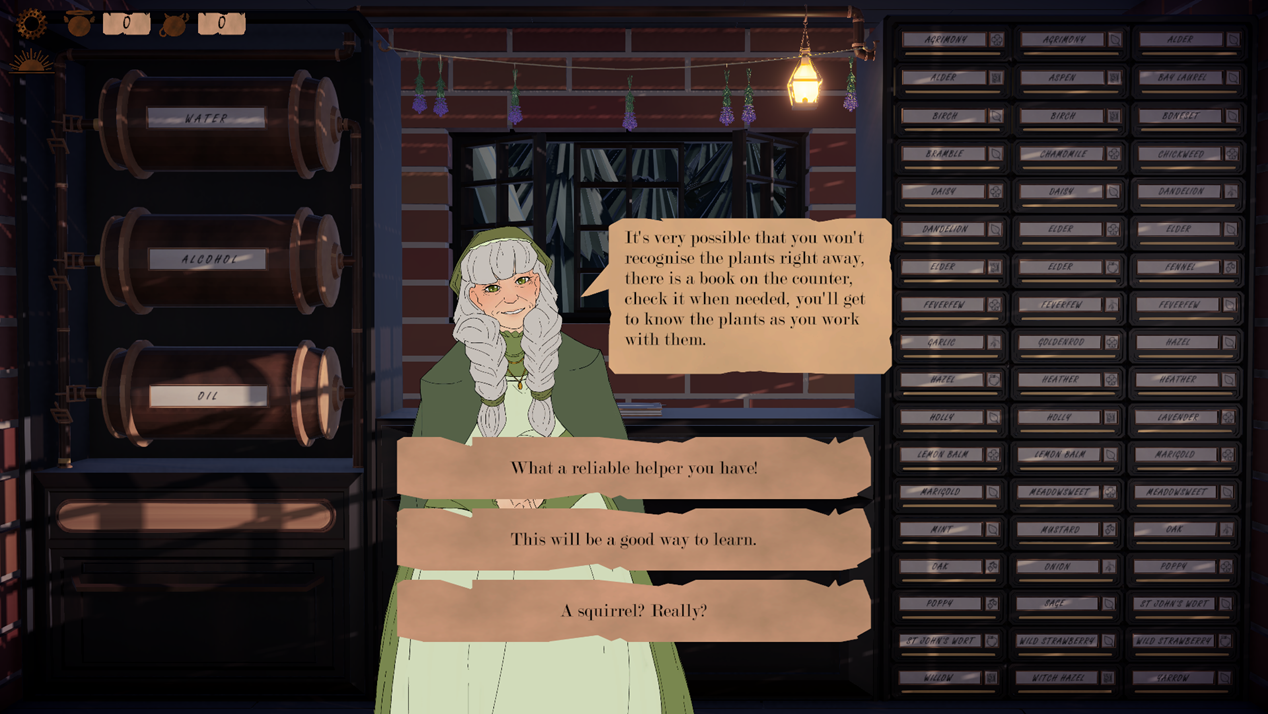 0
0
WATER
ALCOHOL
OIL
It's very possible that you won't
recognise the plants right away,
there is a book on the counter,
check it when needed, you'll get
to know the plants as you work
with them.
What a reliable helper you have!
This will be a good way to learn.
A squirrel? Really?
AGRIMONY AGRIMONY ALDER
ALDER ASPEN BAY LAUREL
BIRCH BIRCH BONESET
BRAMBLE CHAMOMILE CHICKWEED
DAISY DAISY DANDELION
DANDELION ELDER ELDER
ELDER ELDER FENNEL
FEVERFEW FEVERFEW FEVERFEW
GARLIC GOLDENROD HAZEL
HAZEL HEATHER HEATHER
HOLLY HOLLY LAVENDER
LEMON BALM LEMON BALM MARIGOLD
MARIGOLD MEADOWSWEET MEADOWSWEET
MINT MUSTARD OAK
OAK ONION POPPY
POPPY SAGE ST JOHN'S WORT
ST JOHN'S WORT WILD STRAWBERRY WILD STRAWBERRY
WILLOW WITCH HAZEL YARROW